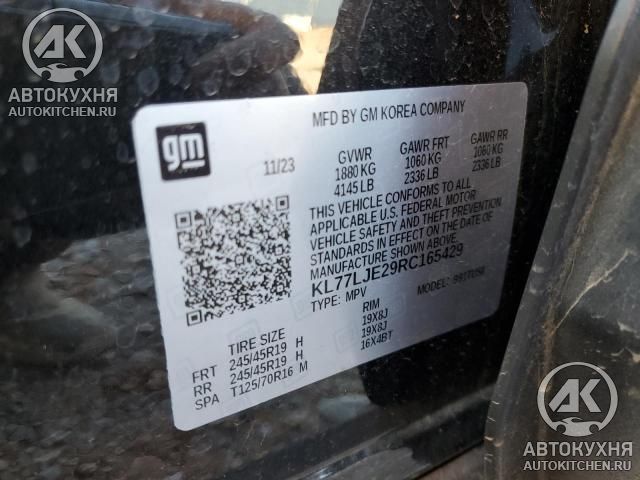 AK
АВТОКУХНЯ
AUTOKITCHEN.RU
gm
MFD BY GM KOREA COMPANY
11/23
GVWR
1880 KG
4145 LB
GAWR FRT
1060 KG
2336 LB
GAWR RR
1060 KG
2336 LB
THIS VEHICLE CONFORMS TO ALL
APPLICABLE U.S. FEDERAL MOTOR
VEHICLE SAFETY AND THEFT PREVENTION
STANDARDS IN EFFECT ON THE DATE OF
MANUFACTURE SHOWN ABOVE.
KL77LJE29RC165429
TYPE: MPV
MODEL:
TIRE SIZE
RIM
FRT 245/45R19 H 19X8J
RR 245/45R19 H 19X8J
SPA T125/70R16 M 16X4BT
AK
АВТОКУХНЯ
AUTOKITCHEN.RU